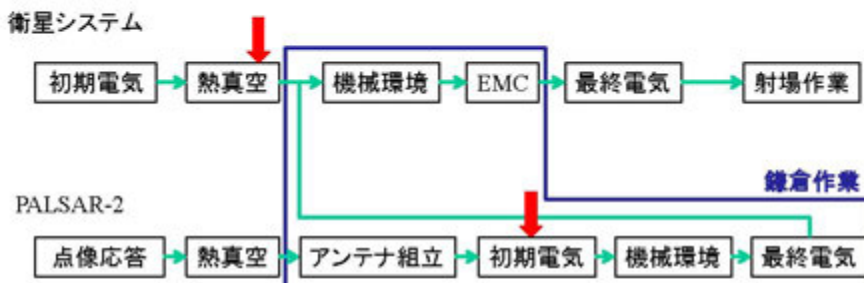 衛星システム
初期電気 熱真空 機械環境 EMC 最終電気 射場作業
鎌倉作業
PALSAR-2
点像応答 熱真空 アンテナ組立 初期電気 機械環境 最終電気